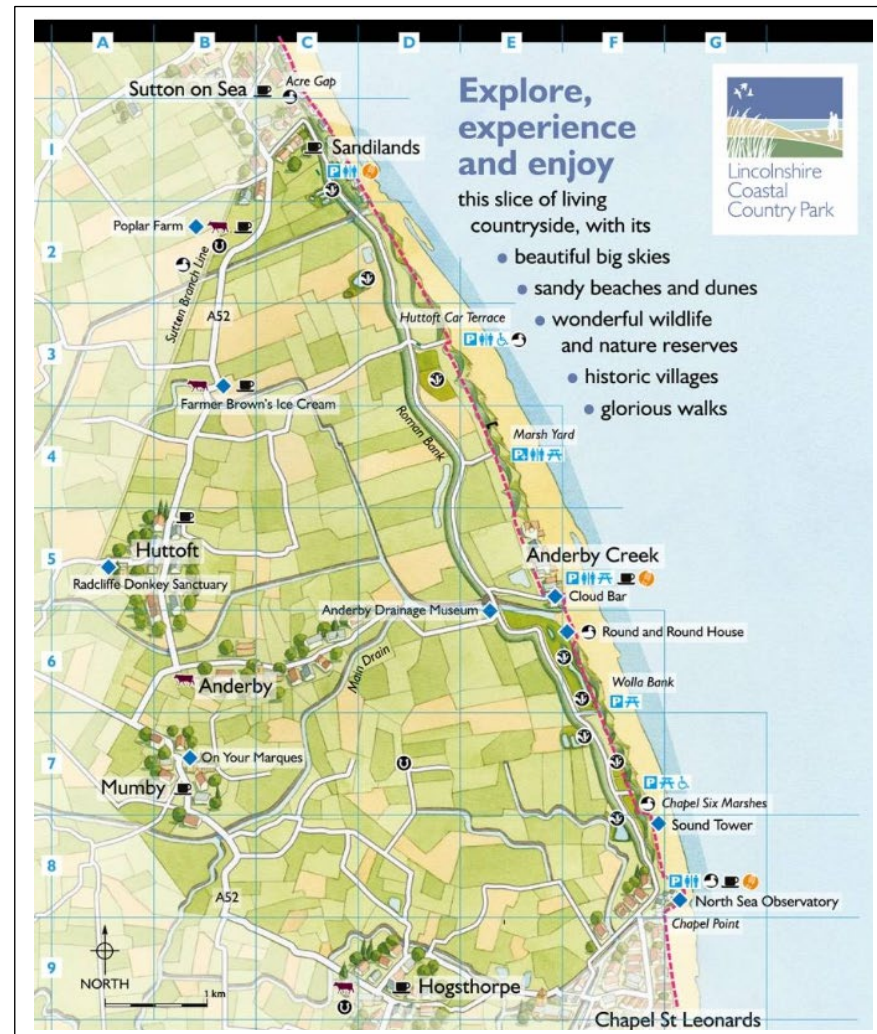 A B C D E F G
Sutton on Sea
Acre Gap
Explore,
experience
and enjoy
this slice of living
countryside, with its
beautiful big skies
sandy beaches and dunes
wonderful wildlife
and nature reserves
historic villages
glorious walks
Lincolnshire
Coastal
Country Park
1
Sandilands
P
Poplar Farm
2
Sutton Branch Line
A52
Huttoft Car Terrace
P
3
Farmer Brown's Ice Cream
Roman Bank
Marsh Yard
P
4
Huttoft
5
Radcliffe Donkey Sanctuary
Anderby Creek
P
Cloud Bar
Anderby Drainage Museum
Round and Round House
6
Main Drain
Anderby
Wolla Bank
P
On Your Marques
7
Mumby
P
Chapel Six Marshes
Sound Tower
8
A52
P
North Sea Observatory
Chapel Point
9
NORTH
1 km
Hogsthorpe
Chapel St Leonards